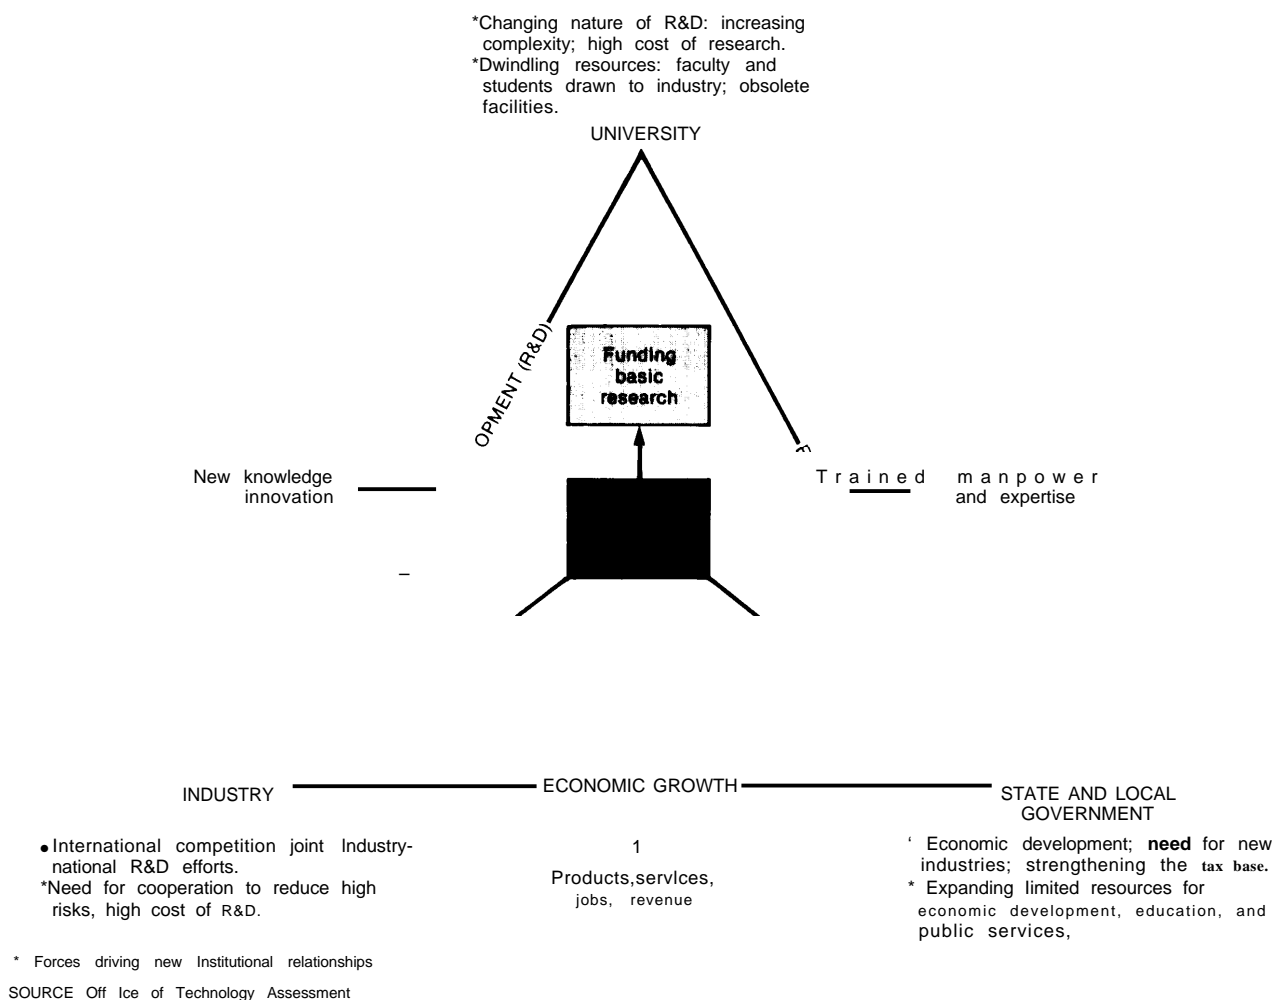 *Changing nature of R&D: increasing
complexity; high cost of research.
*Dwindling resources: faculty and
students drawn to industry; obsolete
facilities.
UNIVERSITY
OPMENT (R&D)
Funding
basic
research
New knowledge
innovation
Trained manpower
and expertise
INDUSTRY
ECONOMIC GROWTH
STATE AND LOCAL
GOVERNMENT
• International competition joint Industry-
national R&D efforts.
*Need for cooperation to reduce high
risks, high cost of R&D.
1
Products,servIces,
jobs, revenue
‘ Economic development; need for new
industries; strengthening the tax base.
* Expanding limited resources for
economic development, education, and
public services,
* Forces driving new Institutional relationships
SOURCE Off Ice of Technology Assessment